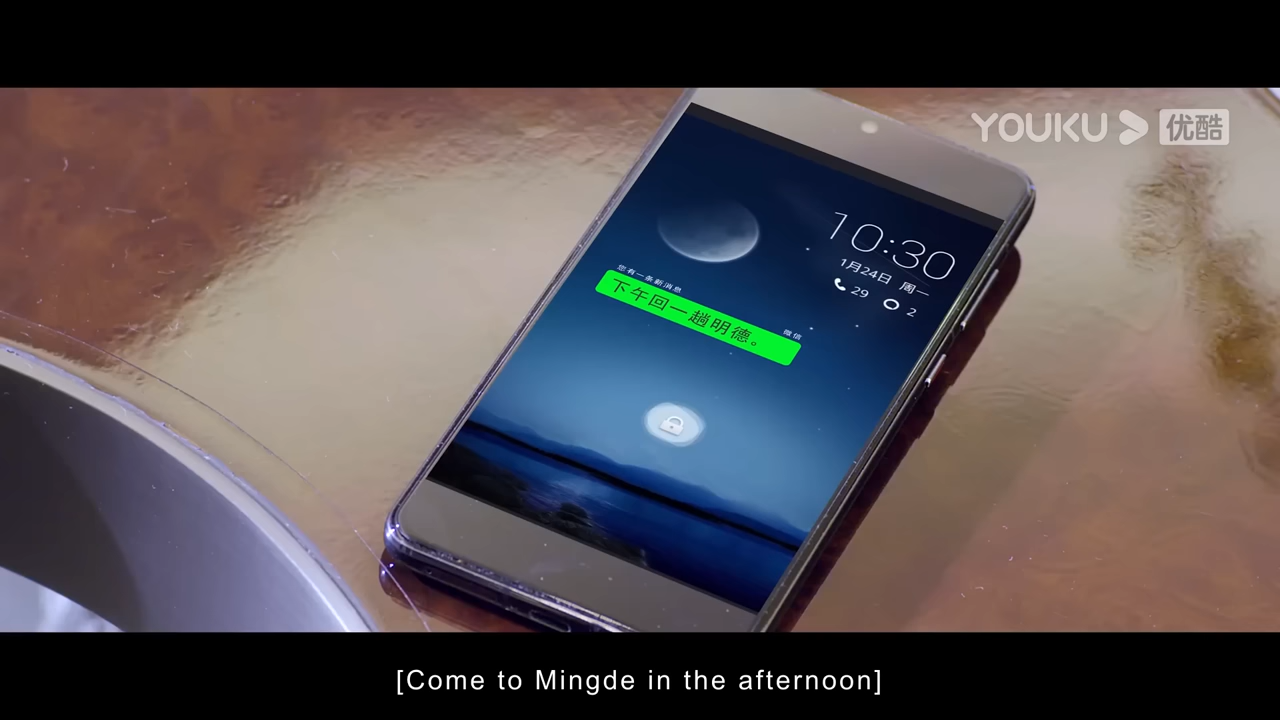 YOUKU 优酷
10:30
1月24日 周一
29 2
您有一条新消息
下午回一趟明德。
微信
[Come to Mingde in the afternoon]